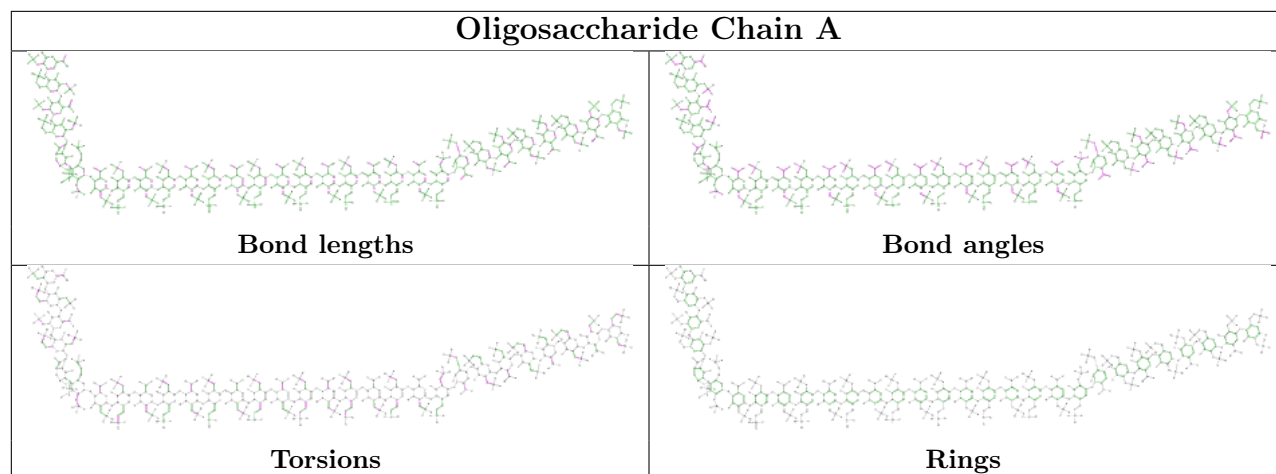 Oligosaccharide Chain A
Bond lengths
Bond angles
Torsions
Rings